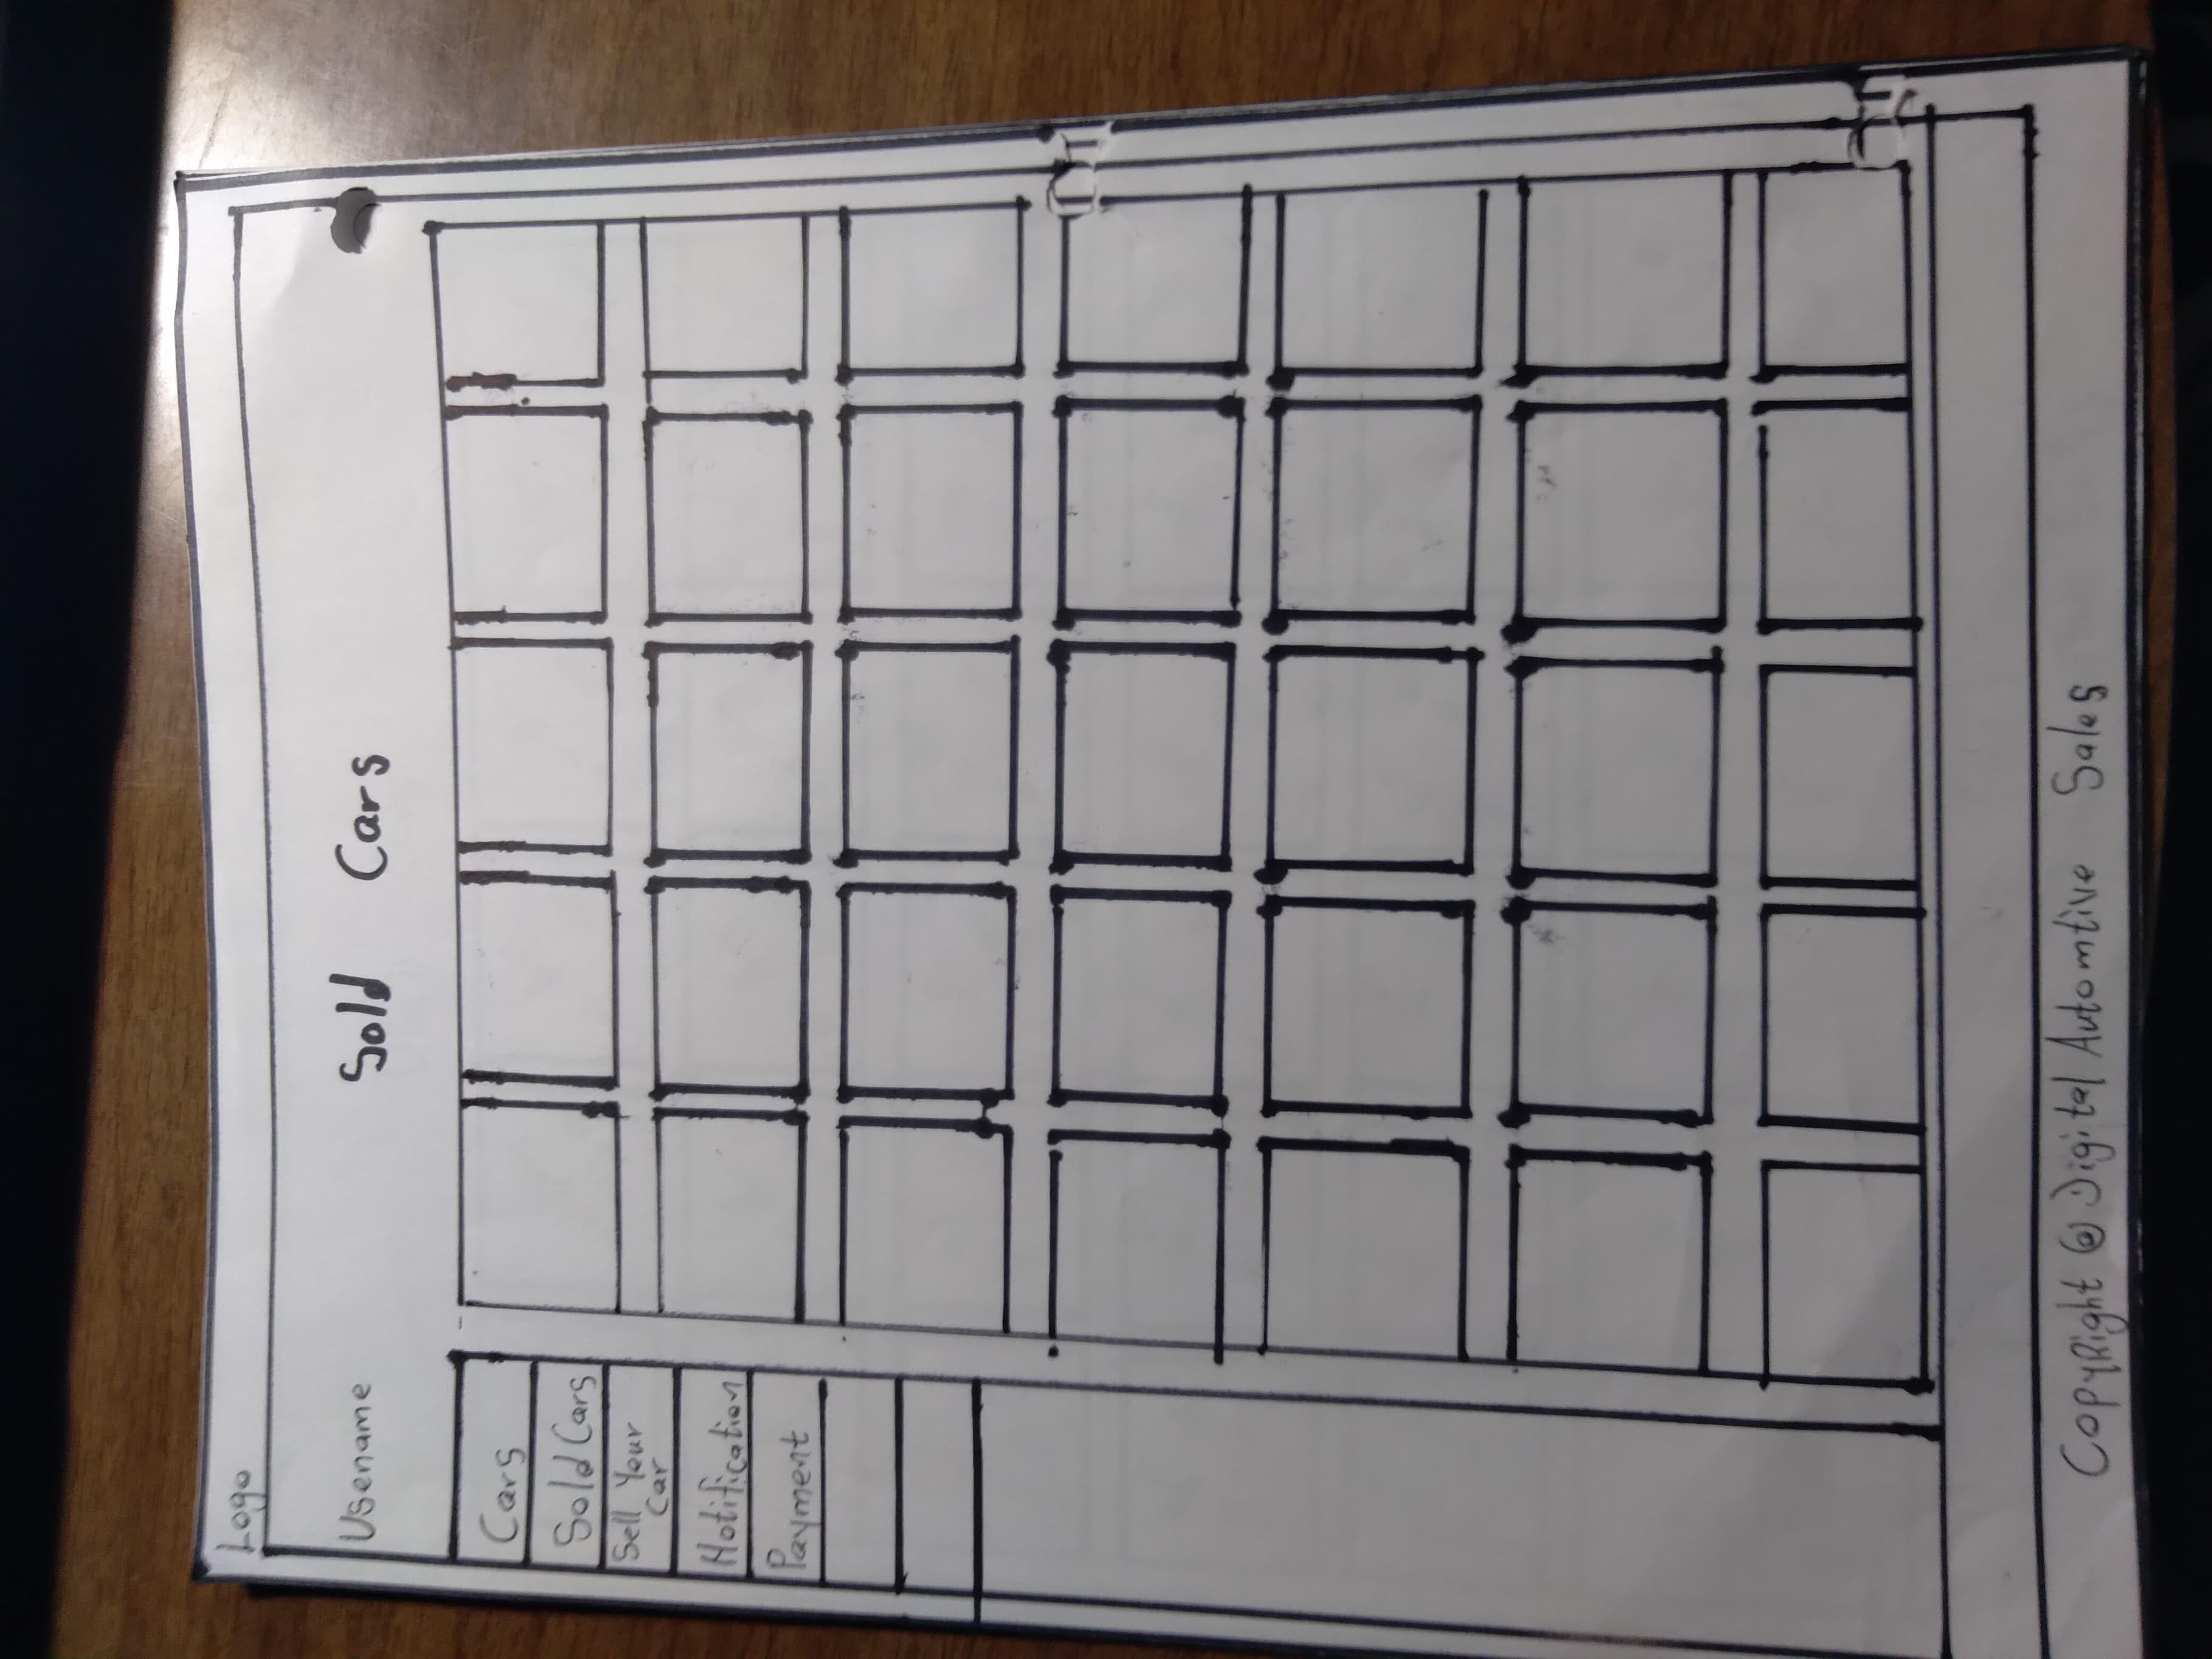 Logo
Usename
Sold Cars
Cars
Sold Cars
Sell Your
Car
Notification
Payment
CopyRight © Digital Automtive Sales